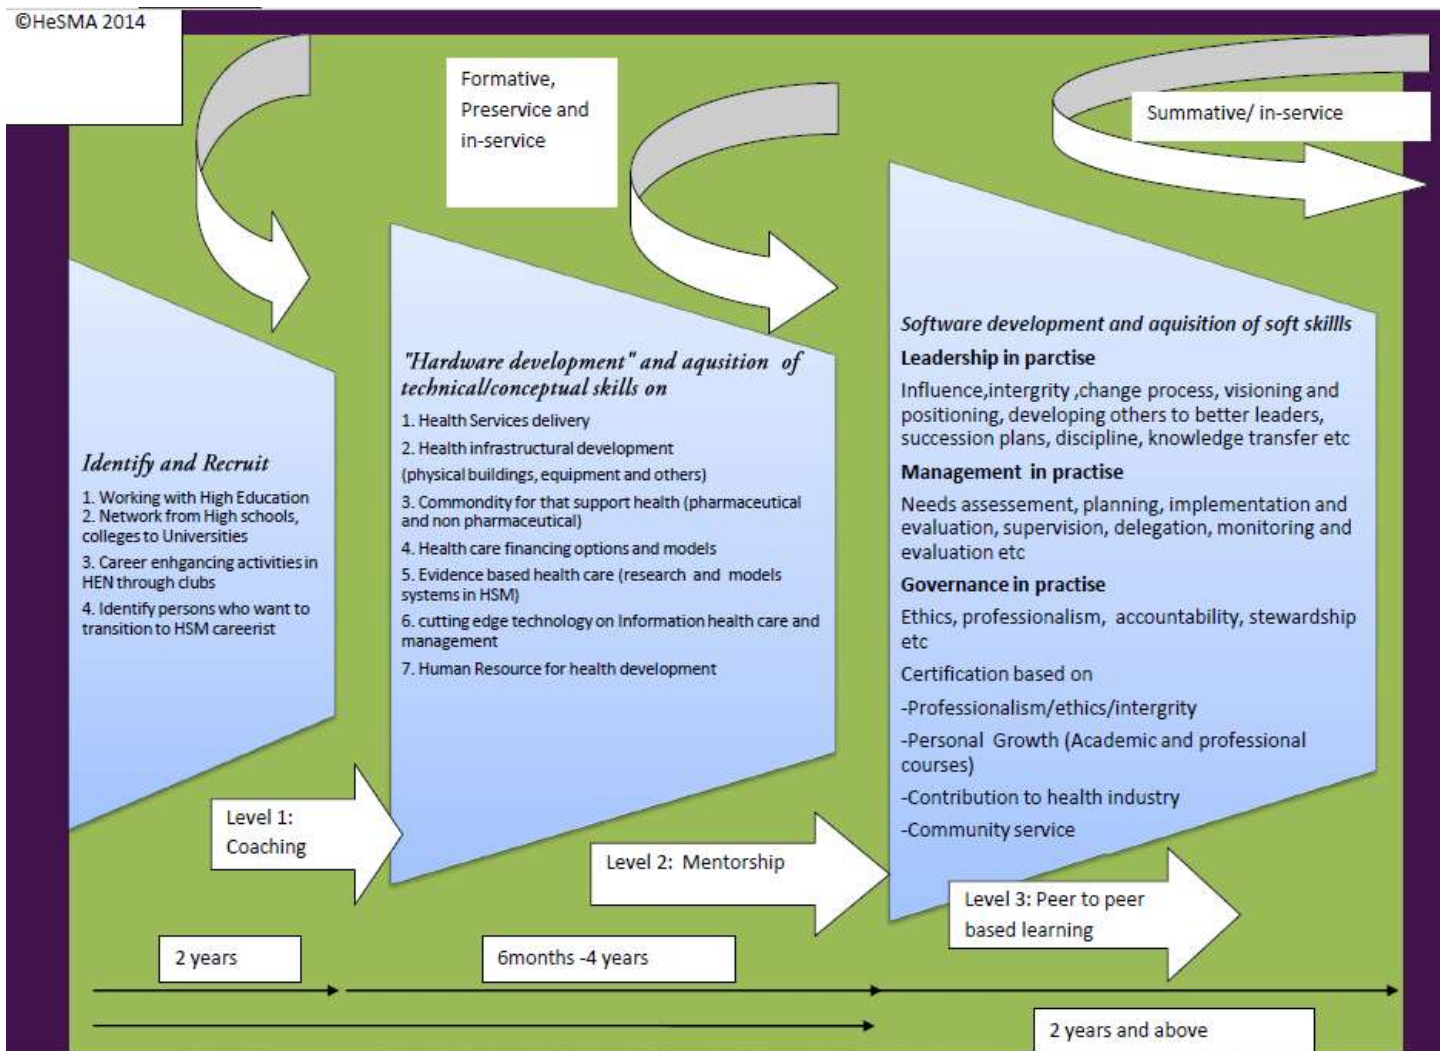 ©HeSMA 2014
Formative,
Preservice and
in-service
Summative/ in-service
Identify and Recruit
1. Working with High Education
2. Network from High schools,
colleges to Universities
3. Career enhgancing activities in
HEN through clubs
4. Identify persons who want to
transition to HSM careerist
"Hardware development" and aqusition of
technical/conceptual skills on
1. Health Services delivery
2. Health infrastructural development
(physical buildings, equipment and others)
3. Commondity for that support health (pharmaceutical
and non pharmaceutical)
4. Health care financing options and models
5. Evidence based health care (research and models
systems in HSM)
6. cutting edge technology on Information health care and
management
7. Human Resource for health development
Software development and aquisition of soft skillls
Leadership in parctise
Influence,intergrity ,change process, visioning and
positioning, developing others to better leaders,
succession plans, discipline, knowledge transfer etc
Management in practise
Needs assessement, planning, implementation and
evaluation, supervision, delegation, monitoring and
evaluation etc
Governance in practise
Ethics, professionalism, accountability, stewardship
etc
Certification based on
-Professionalism/ethics/intergrity
-Personal Growth (Academic and professional
courses)
-Contribution to health industry
-Community service
Level 1:
Coaching
Level 2: Mentorship
Level 3: Peer to peer
based learning
2 years
6months -4 years
2 years and above